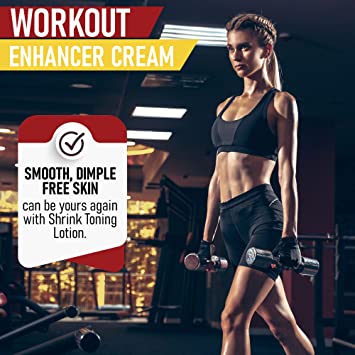 WORKOUT
ENHANCER CREAM
SMOOTH, DIMPLE
FREE SKIN
can be yours again
with Shrink Toning
Lotion.